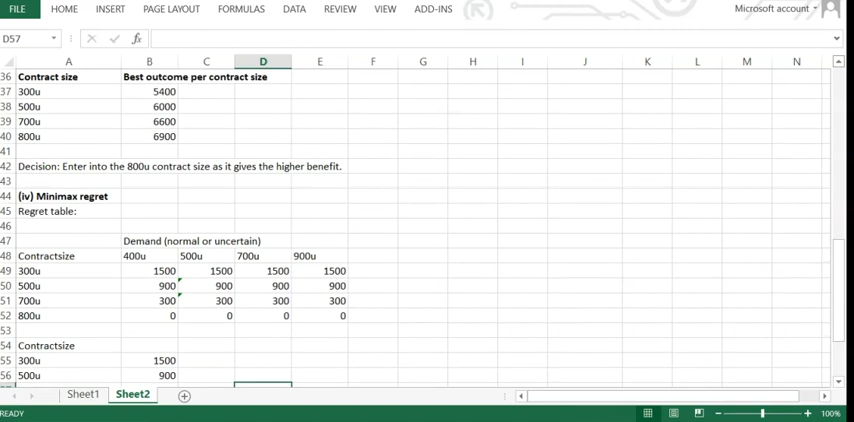 FILE HOME INSERT PAGE LAYOUT FORMULAS DATA REVIEW VIEW ADD-INS Microsoft account
D57 fx
A B C D E F G H I J K L M N
36 Contract size Best outcome per contract size
37 300u 5400
38 500u 6000
39 700u 6600
40 800u 6900
41
42 Decision: Enter into the 800u contract size as it gives the higher benefit.
43
44 (iv) Minimax regret
45 Regret table:
46
47 Demand (normal or uncertain)
48 Contractsize 400u 500u 700u 900u
49 300u 1500 1500 1500 1500
50 500u 900 900 900 900
51 700u 300 300 300 300
52 800u 0 0 0 0
53
54 Contractsize
55 300u 1500
56 500u 900
Sheet1 Sheet2
READY 100%